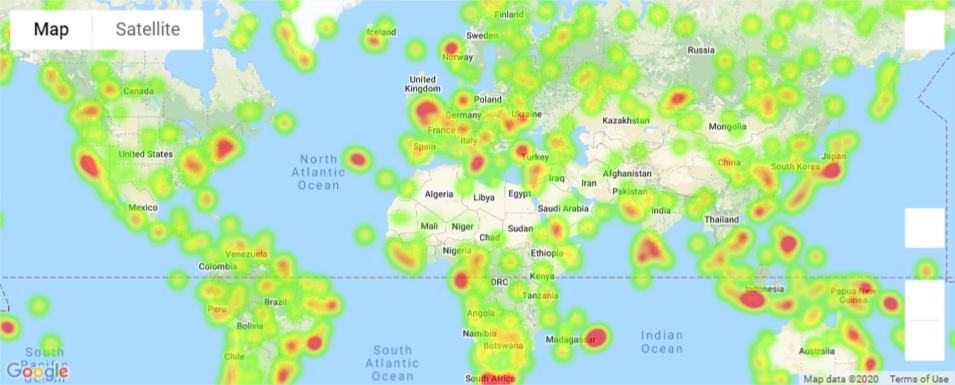 Map
Satellite
Finland
Iceland
Sweden
Norway
Russia
United
Kingdom
Canada
Poland
Germany
Ukraine
Kazakhstan
Mongolia
France
Italy
Spain
United States
North
Atlantic
Ocean
Turkey
China
Japan
South Korea
Afghanistan
Iraq
Iran
Pakistan
Algeria
Libya
Egypt
Mexico
Saudi Arabia
India
Thailand
Mali
Niger
Sudan
Chad
Nigeria
Ethiopia
Venezuela
Colombia
Kenya
DRC
Indonesia
Papua New
Guinea
Tanzania
Brazil
Peru
Angola
Bolivia
Namibia
Botswana
Madagascar
Indian
Ocean
Chile
South
Atlantic
Ocean
Australia
South
Pacific
Ocean
South Africa
Google
Map data ©2020
Terms of Use